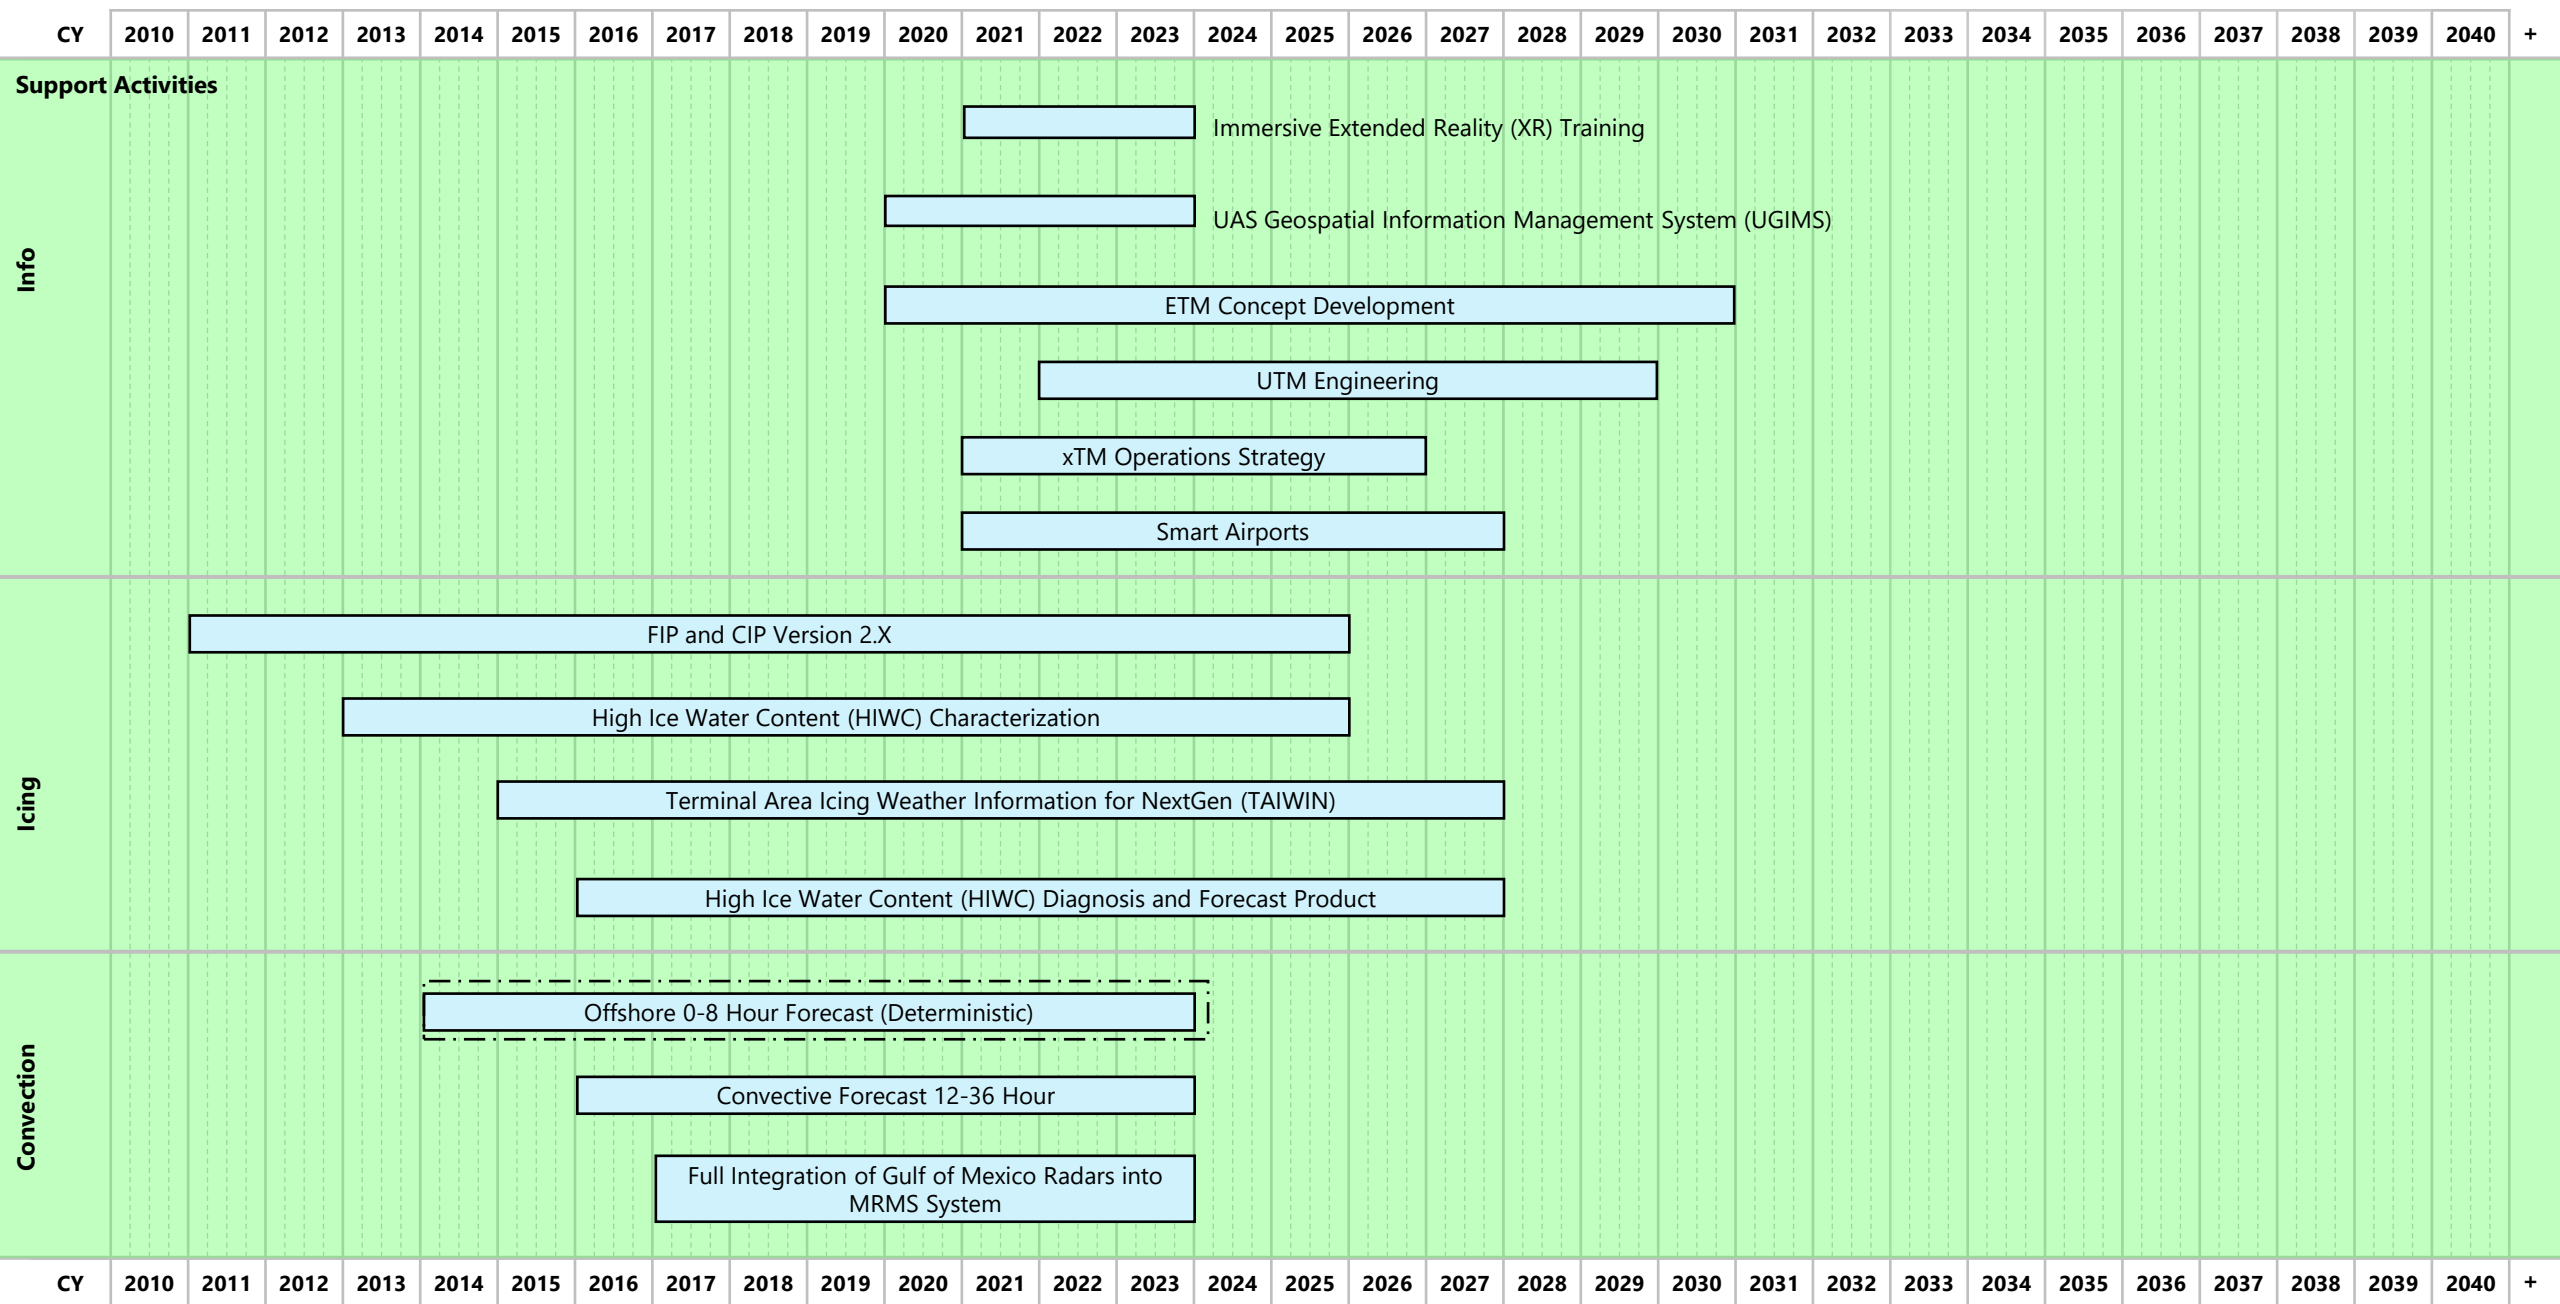 CY 2010 2011 2012 2013 2014 2015 2016 2017 2018 2019 2020 2021 2022 2023 2024 2025 2026 2027 2028 2029 2030 2031 2032 2033 2034 2035 2036 2037 2038 2039 2040 +
Support Activities
Info
Immersive Extended Reality (XR) Training
UAS Geospatial Information Management System (UGIMS)
ETM Concept Development
UTM Engineering
xTM Operations Strategy
Smart Airports
Icing
FIP and CIP Version 2.X
High Ice Water Content (HIWC) Characterization
Terminal Area Icing Weather Information for NextGen (TAIWIN)
High Ice Water Content (HIWC) Diagnosis and Forecast Product
Convection
Offshore 0-8 Hour Forecast (Deterministic)
Convective Forecast 12-36 Hour
Full Integration of Gulf of Mexico Radars into
MRMS System
CY 2010 2011 2012 2013 2014 2015 2016 2017 2018 2019 2020 2021 2022 2023 2024 2025 2026 2027 2028 2029 2030 2031 2032 2033 2034 2035 2036 2037 2038 2039 2040 +